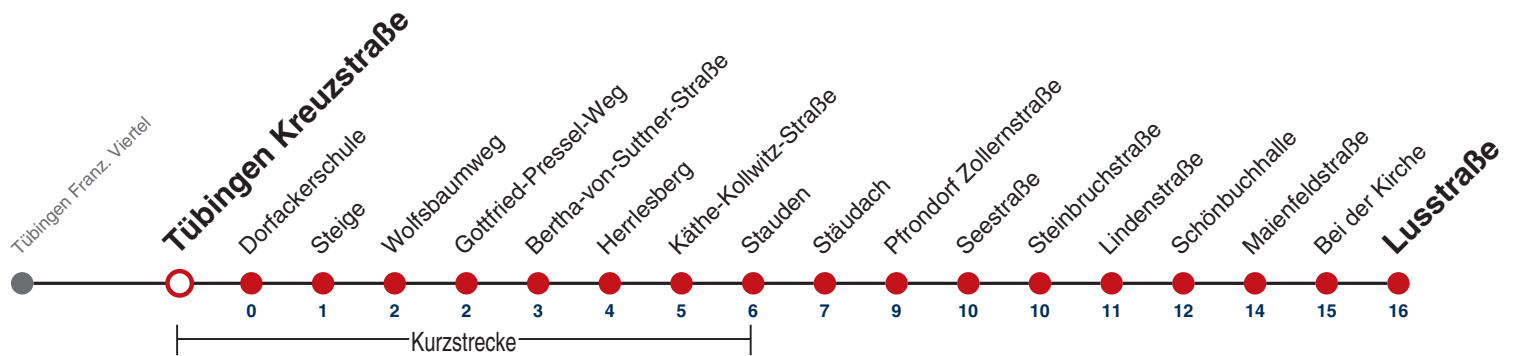 Tübingen Franz. Viertel
Tübingen Kreuzstraße
Dorfackerschule
Steige
Wolfsbaumweg
Gottfried-Pressel-Weg
Bertha-von-Suttner-Straße
Herrlesberg
Käthe-Kollwitz-Straße
Stauden
Stäudach
Pfrondorf Zollernstraße
Seestraße
Steinbruchstraße
Lindenstraße
Schönbuchhalle
Maienfeldstraße
Bei der Kirche
Lusstraße
0 1 2 2 3 4 5 6 7 9 10 10 11 12 14 15 16
Kurzstrecke